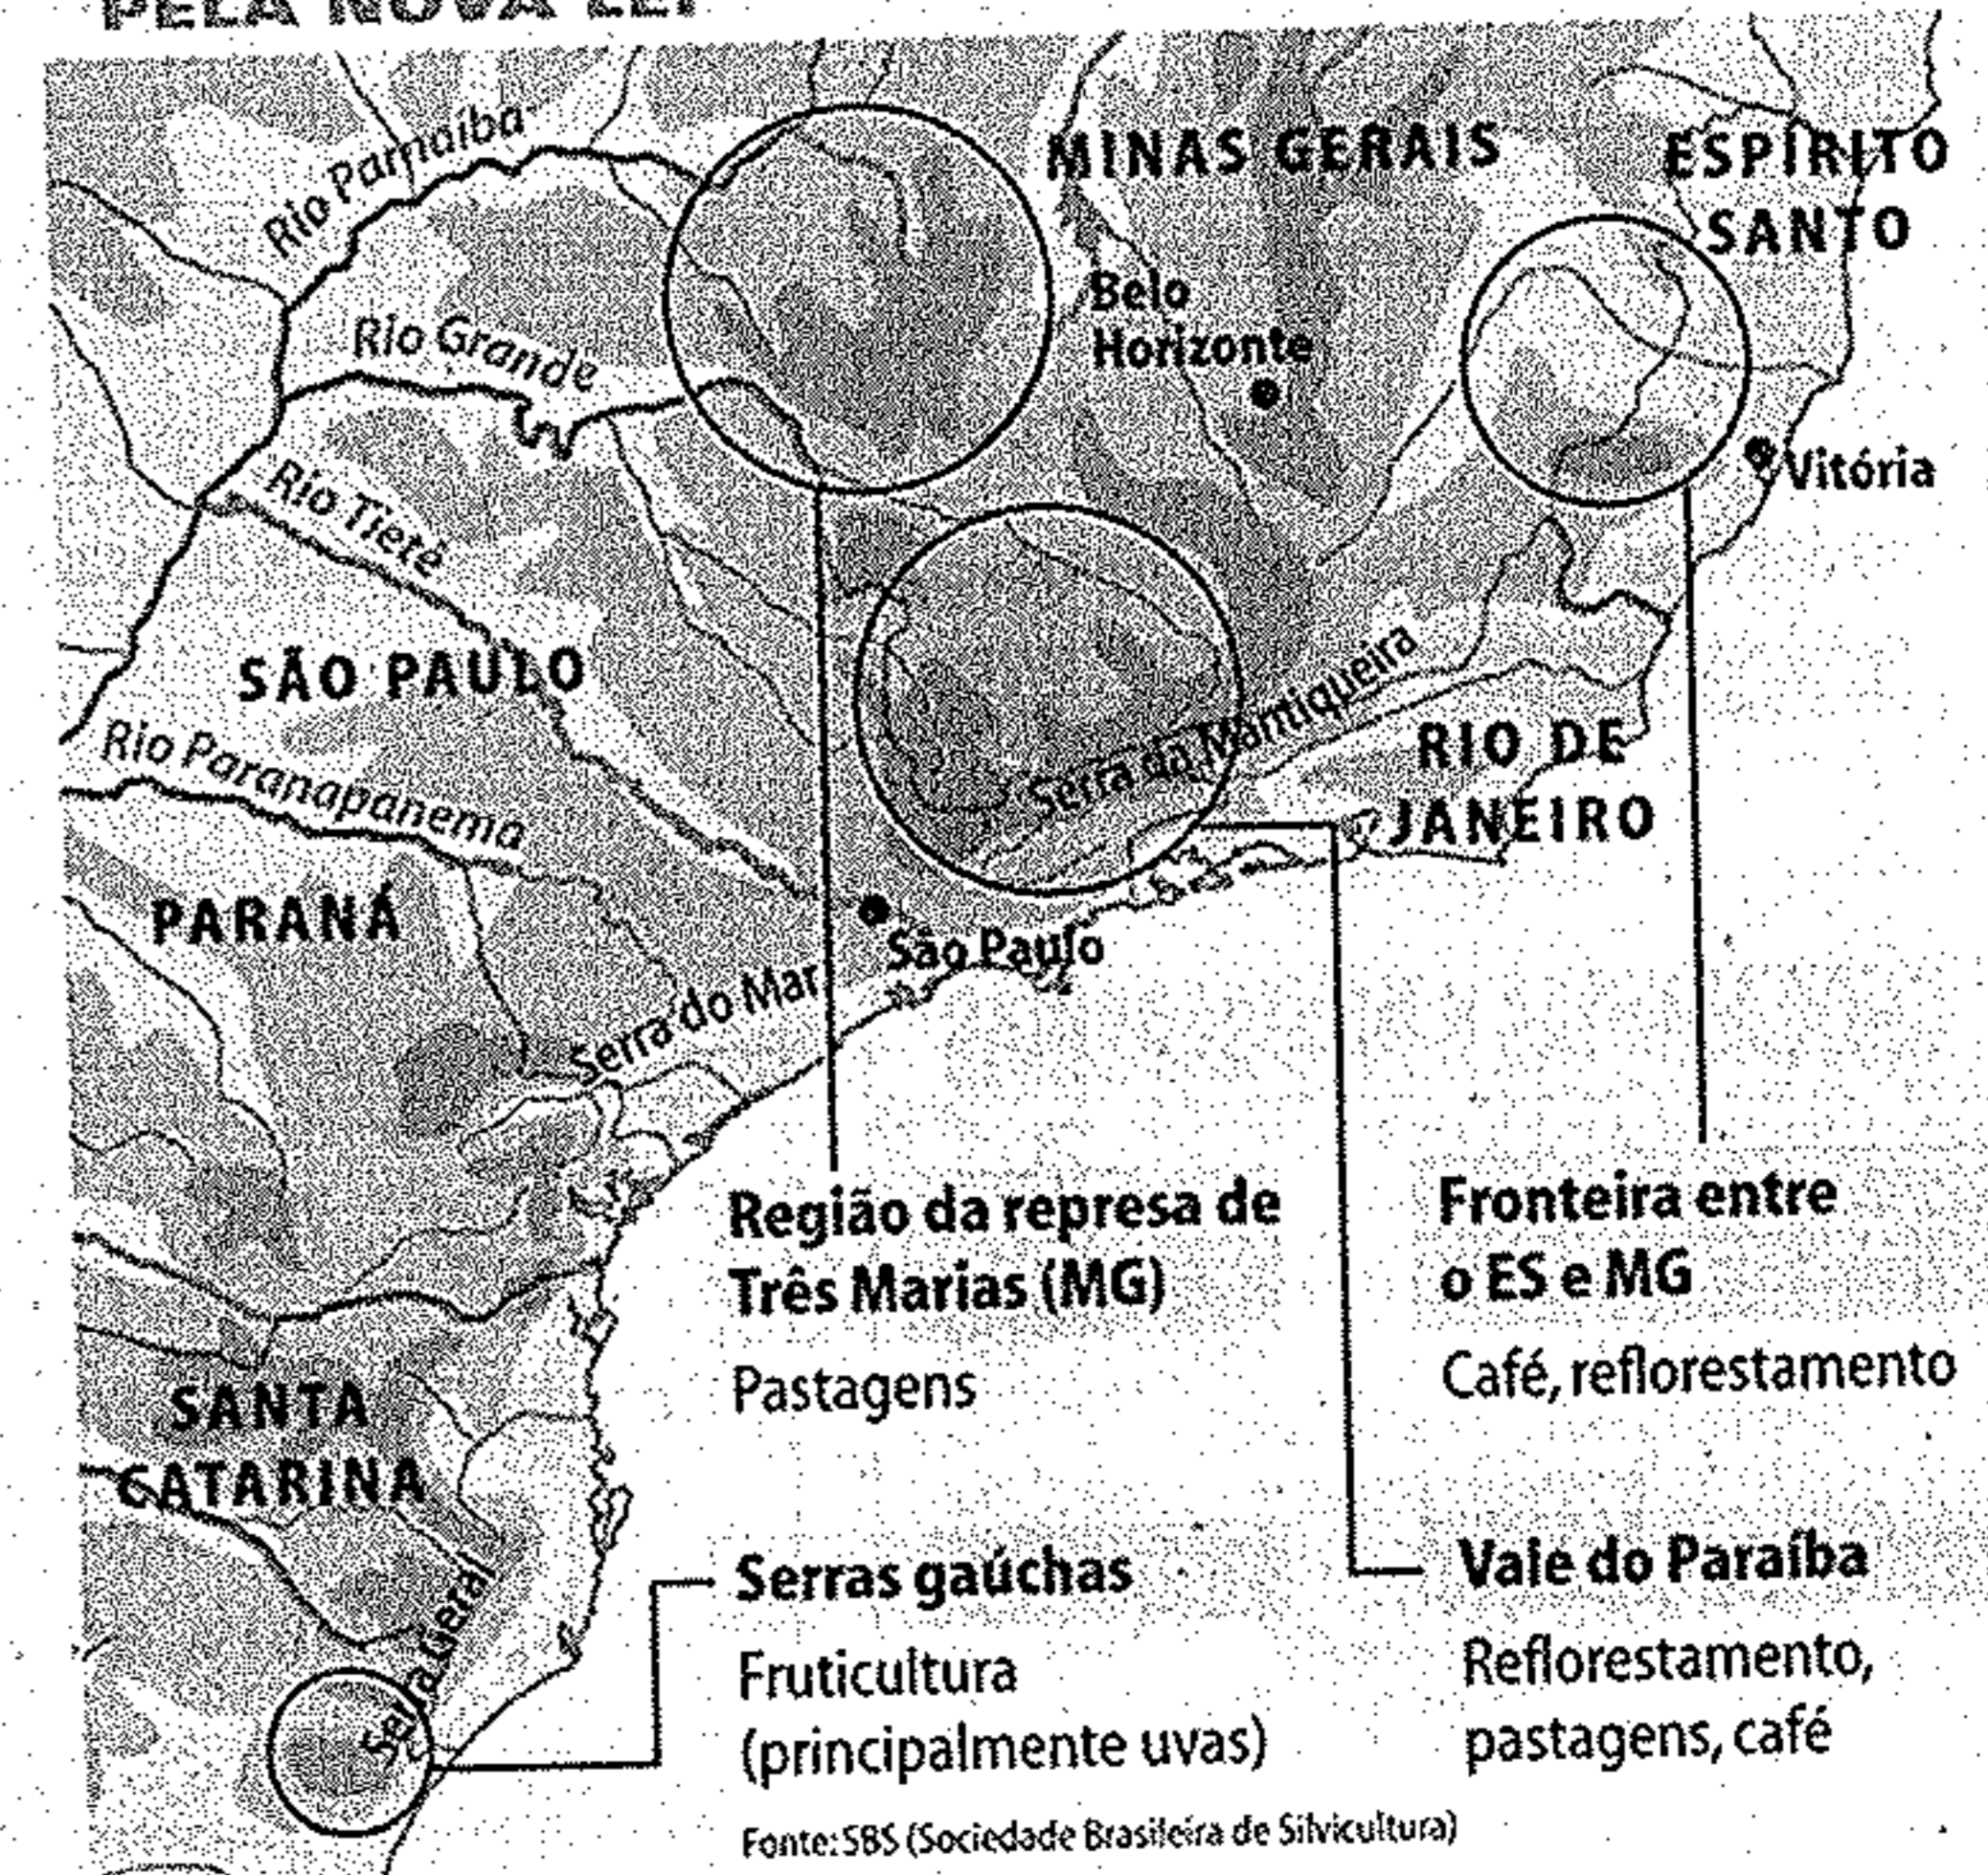 PELA NOVA LEI
Rio Parnaíba
MINAS GERAIS
ESPÍRITO
SANTO
Belo
Horizonte
Rio Grande
Vitória
Rio Tietê
SÃO PAULO
Serra da Mantiqueira
Rio Paranapanema
RIO DE
JANEIRO
PARANÁ
São Paulo
Serra do Mar
Região da represa de
Três Marias (MG)
Pastagens
Fronteira entre
o ES e MG
Café, reflorestamento
SANTA
CATARINA
Serra Geral
Serras gaúchas
Fruticultura
(principalmente uvas)
Vale do Paraíba
Reflorestamento,
pastagens, café
Fonte: SBS (Sociedade Brasileira de Silvicultura)